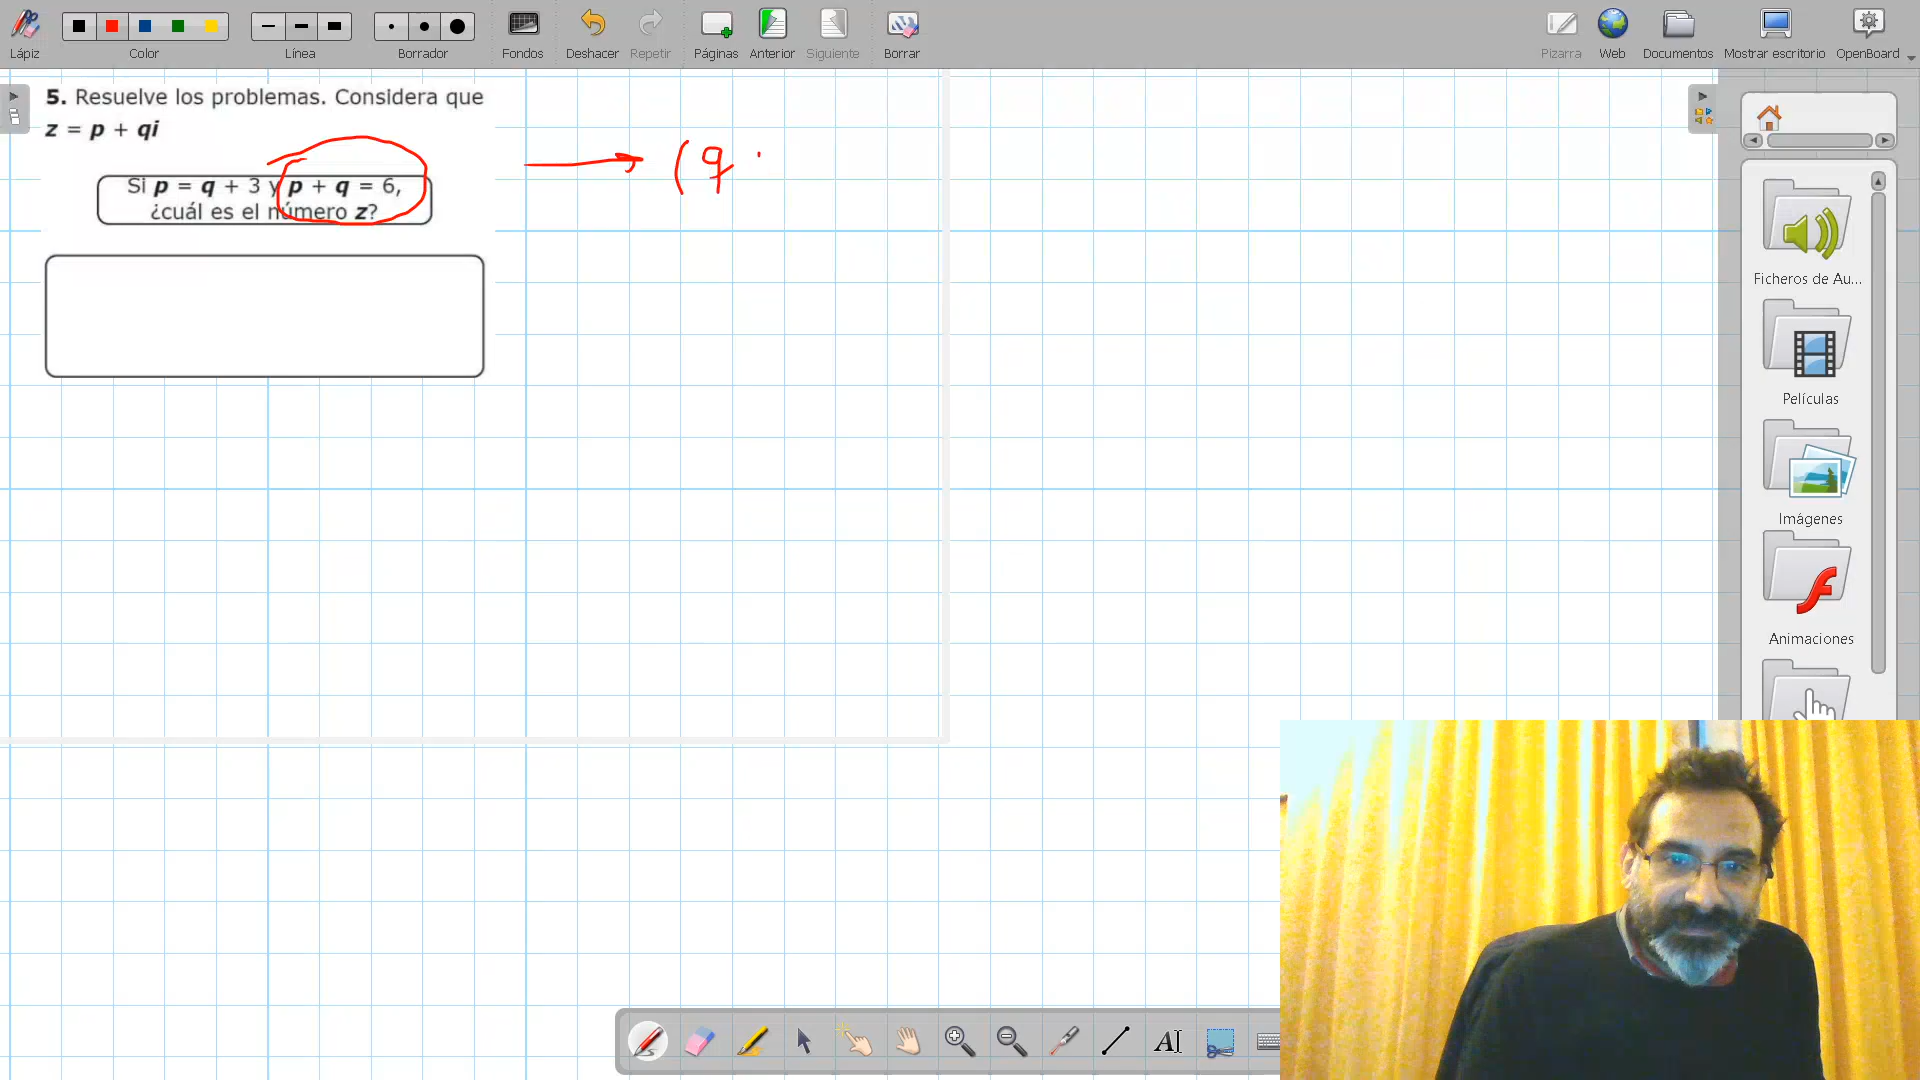 Lápiz
Color
Línea
Borrador
Fondos
Deshacer
Repetir
Páginas
Anterior
Siguiente
Borrar
Pizarra
Web
Documentos
Mostrar escritorio
OpenBoard
5. Resuelve los problemas. Considera que
z = p + qi
Si p = q + 3 y p + q = 6,
¿cuál es el número z?
(q
Ficheros de Au...
Películas
Imágenes
Animaciones